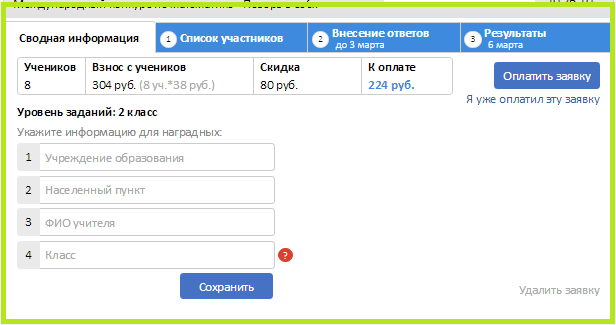 Сводная информация
1 Список участников
2 Внесение ответов
до 3 марта
3 Результаты
6 марта
Учеников Взнос с учеников Скидка К оплате
8 304 руб. (8 уч.*38 руб.) 80 руб. 224 руб.
Оплатить заявку
Я уже оплатил эту заявку
Уровень заданий: 2 класс
Укажите информацию для наградных:
1 Учреждение образования
2 Населенный пункт
3 ФИО учителя
4 Класс ?
Сохранить
Удалить заявку